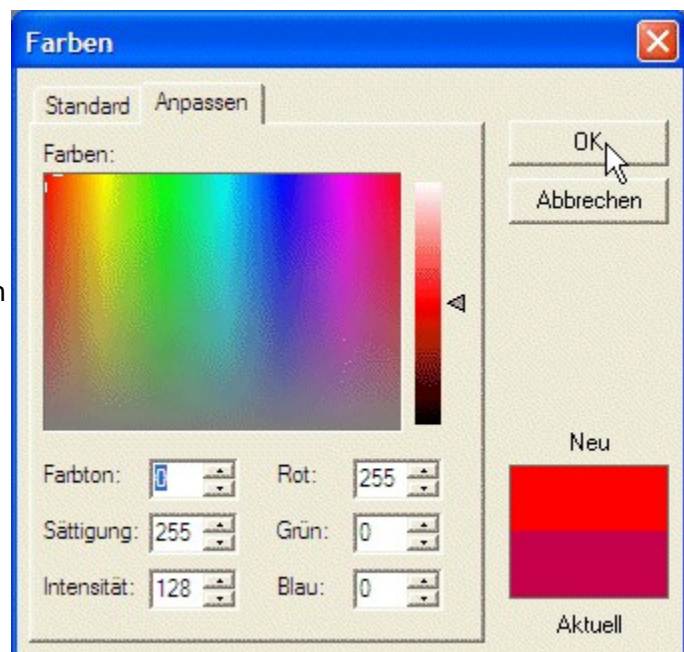 Farben
Standard Anpassen
Farben:
OK
Abbrechen
n
Farbton: 0 Rot: 255
Sättigung: 255 Grün: 0
Intensität: 128 Blau: 0
Neu
Aktuell